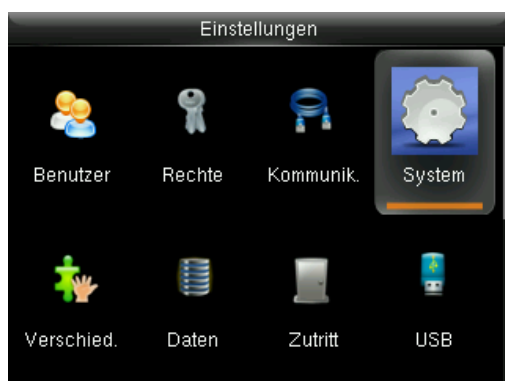 Einstellungen
Benutzer Rechte Kommunik. System
Verschied. Daten Zutritt USB